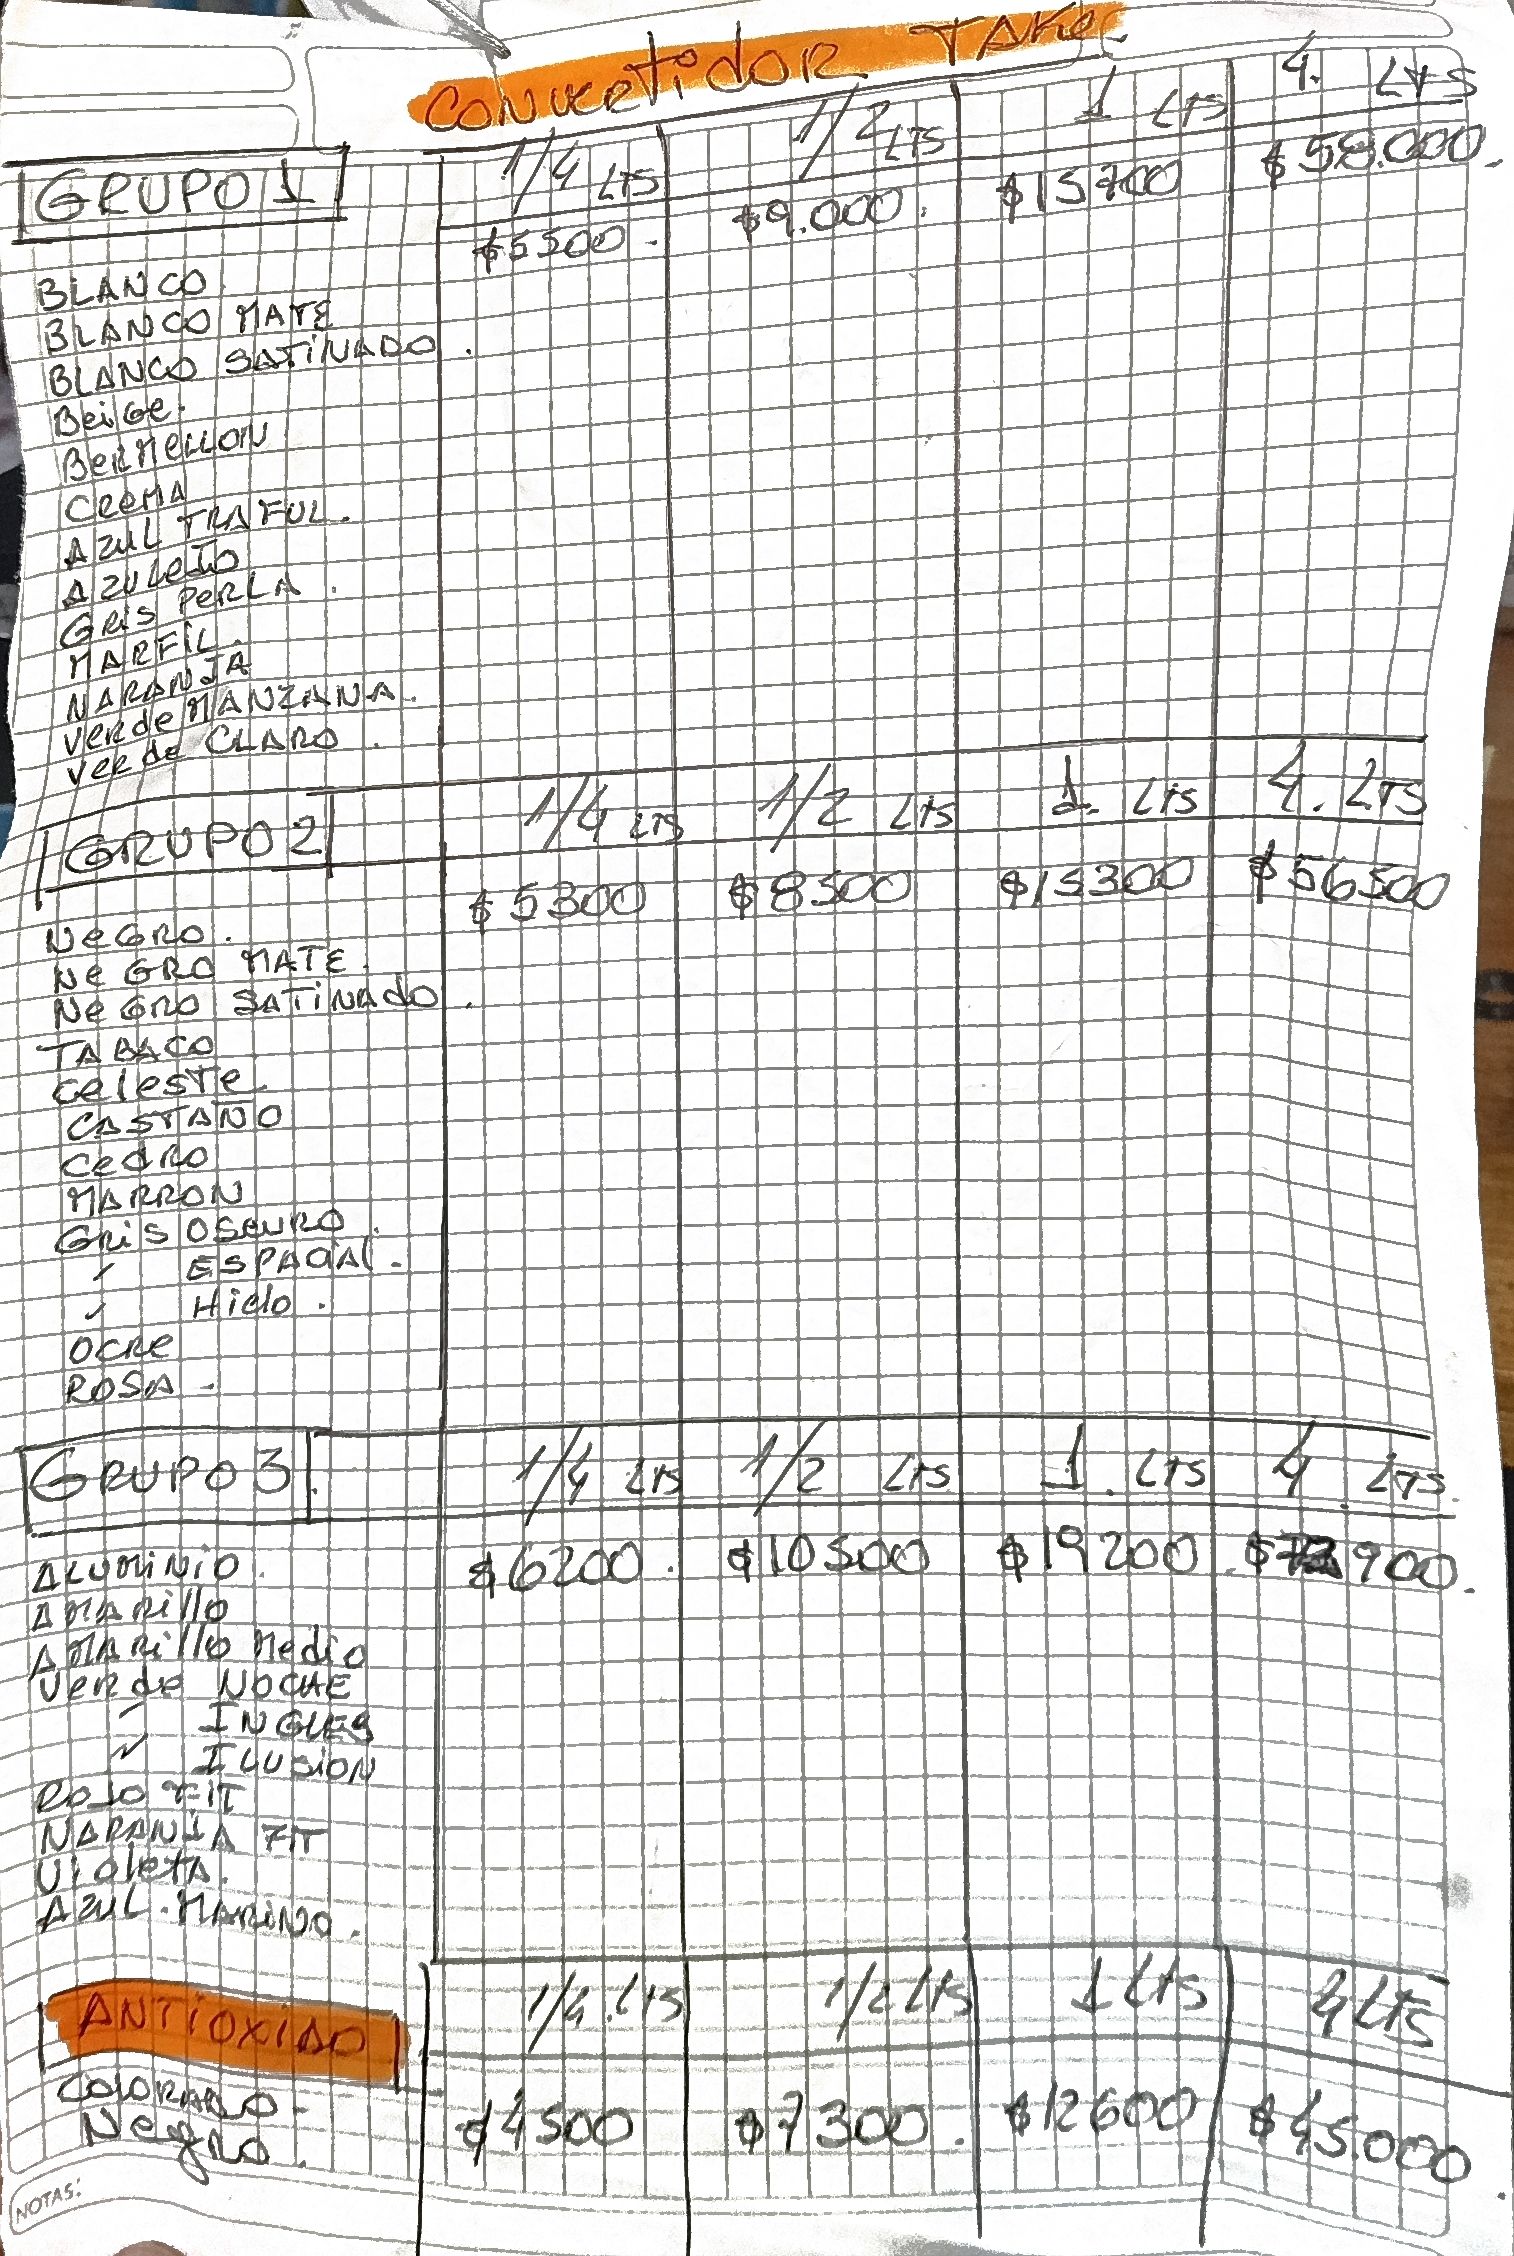 CONVERTIDOR TAKE
GRUPO 1 1/4 LTS 1/2 LTS 1 LTS 4. LTS
$5500. $9.000. $15700 $58.000.
BLANCO
BLANCO MATE
BLANCO SATINADO.
Beige.
BERMELLON
CREMA
AZUL TRAFUL.
AZULEJO
GRIS PERLA.
MARFIL.
NARANJA
VERDE MANZANA.
VERDE CLARO.
GRUPO 2 1/4 LTS 1/2 LTS 1. LTS 4. LTS
$5300 $8500 $15300 $56500
NEGRO.
NEGRO MATE.
NEGRO SATINADO.
TABACO
CELESTE
CASTAÑO
CEDRO
MARRON
GRIS OSCURO.
" ESPACIAL.
" Hielo.
OCRE
ROSA.
GRUPO 3. 1/4 LTS 1/2 LTS 1. LTS 4. LTS.
$6200. $10500 $19200. 900.
ALUMINIO.
AMARILLO
AMARILLO MEDIO
VERDE NOCHE
" INGLES
" ILUSION
ROJO FIT
NARANJA FIT
VIOLETA.
AZUL. MARINO.
ANTIOXIDO 1/4. LTS 1/2 LTS 1 LTS 4 LTS
COLORADO - $4500 $7300. $12600 $45.000
Negro.
NOTAS: